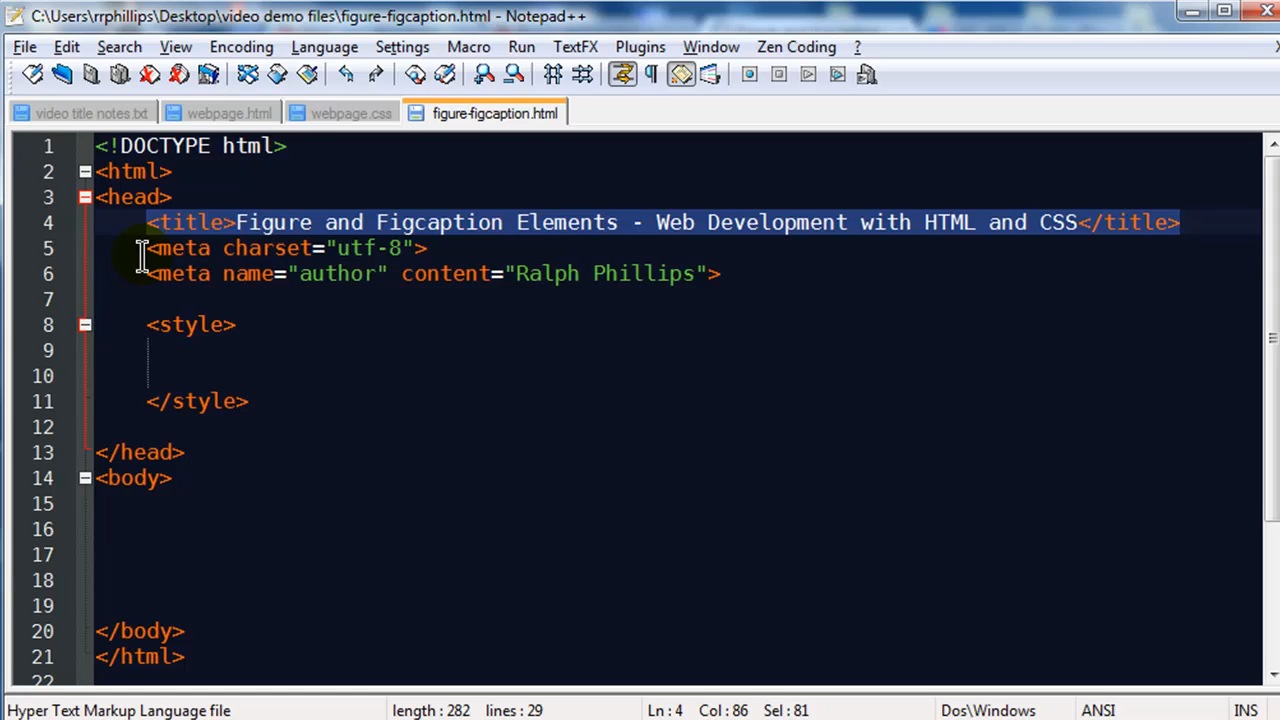 C:\Users\rrphillips\Desktop\video demo files\figure-figcaption.html - Notepad++
File Edit Search View Encoding Language Settings Macro Run TextFX Plugins Window Zen Coding ? X
video title notes.txt webpage.html webpage.css figure-figcaption.html
1 <!DOCTYPE html>
2 <html>
3 <head>
4 <title>Figure and Figcaption Elements - Web Development with HTML and CSS</title>
5 <meta charset="utf-8">
6 <meta name="author" content="Ralph Phillips">
7
8 <style>
9
10
11 </style>
12
13 </head>
14 <body>
15
16
17
18
19
20 </body>
21 </html>
22
Hyper Text Markup Language file length : 282 lines : 29 Ln : 4 Col : 86 Sel : 81 Dos\Windows ANSI INS